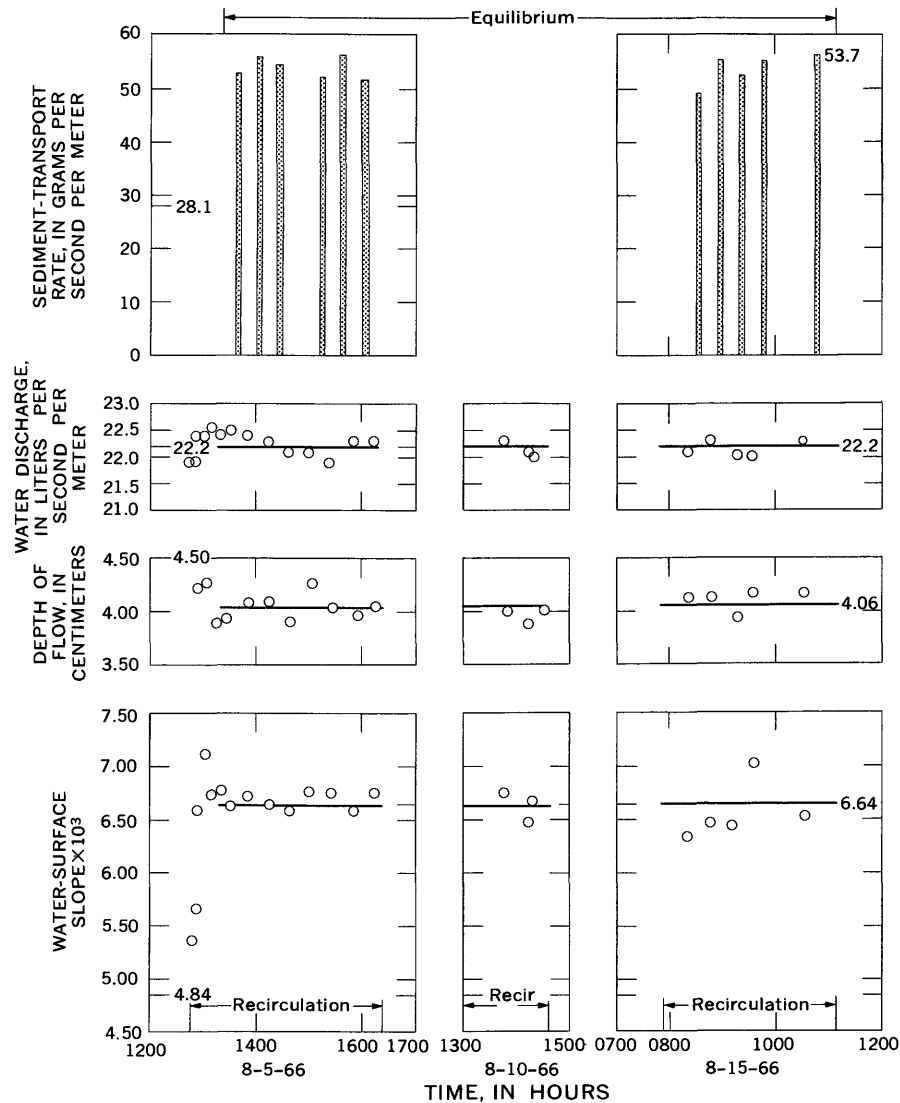 Equilibrium
SEDIMENT-TRANSPORT
RATE, IN GRAMS PER
SECOND PER METER
60
50
40
30
28.1
20
10
0
53.7
WATER DISCHARGE,
IN LITERS PER
SECOND PER
METER
23.0
22.5
22.2
22.0
21.5
21.0
22.2
DEPTH OF
FLOW, IN
CENTIMETERS
4.50
4.50
4.00
3.50
4.06
WATER-SURFACE
SLOPE×10³
7.50
7.00
6.50
6.00
5.50
5.00
4.84
4.50
6.64
Recirculation
Recir
Recirculation
1200 1400 1600 1700 1300 1500 0700 0800 1000 1200
8-5-66 8-10-66 8-15-66
TIME, IN HOURS